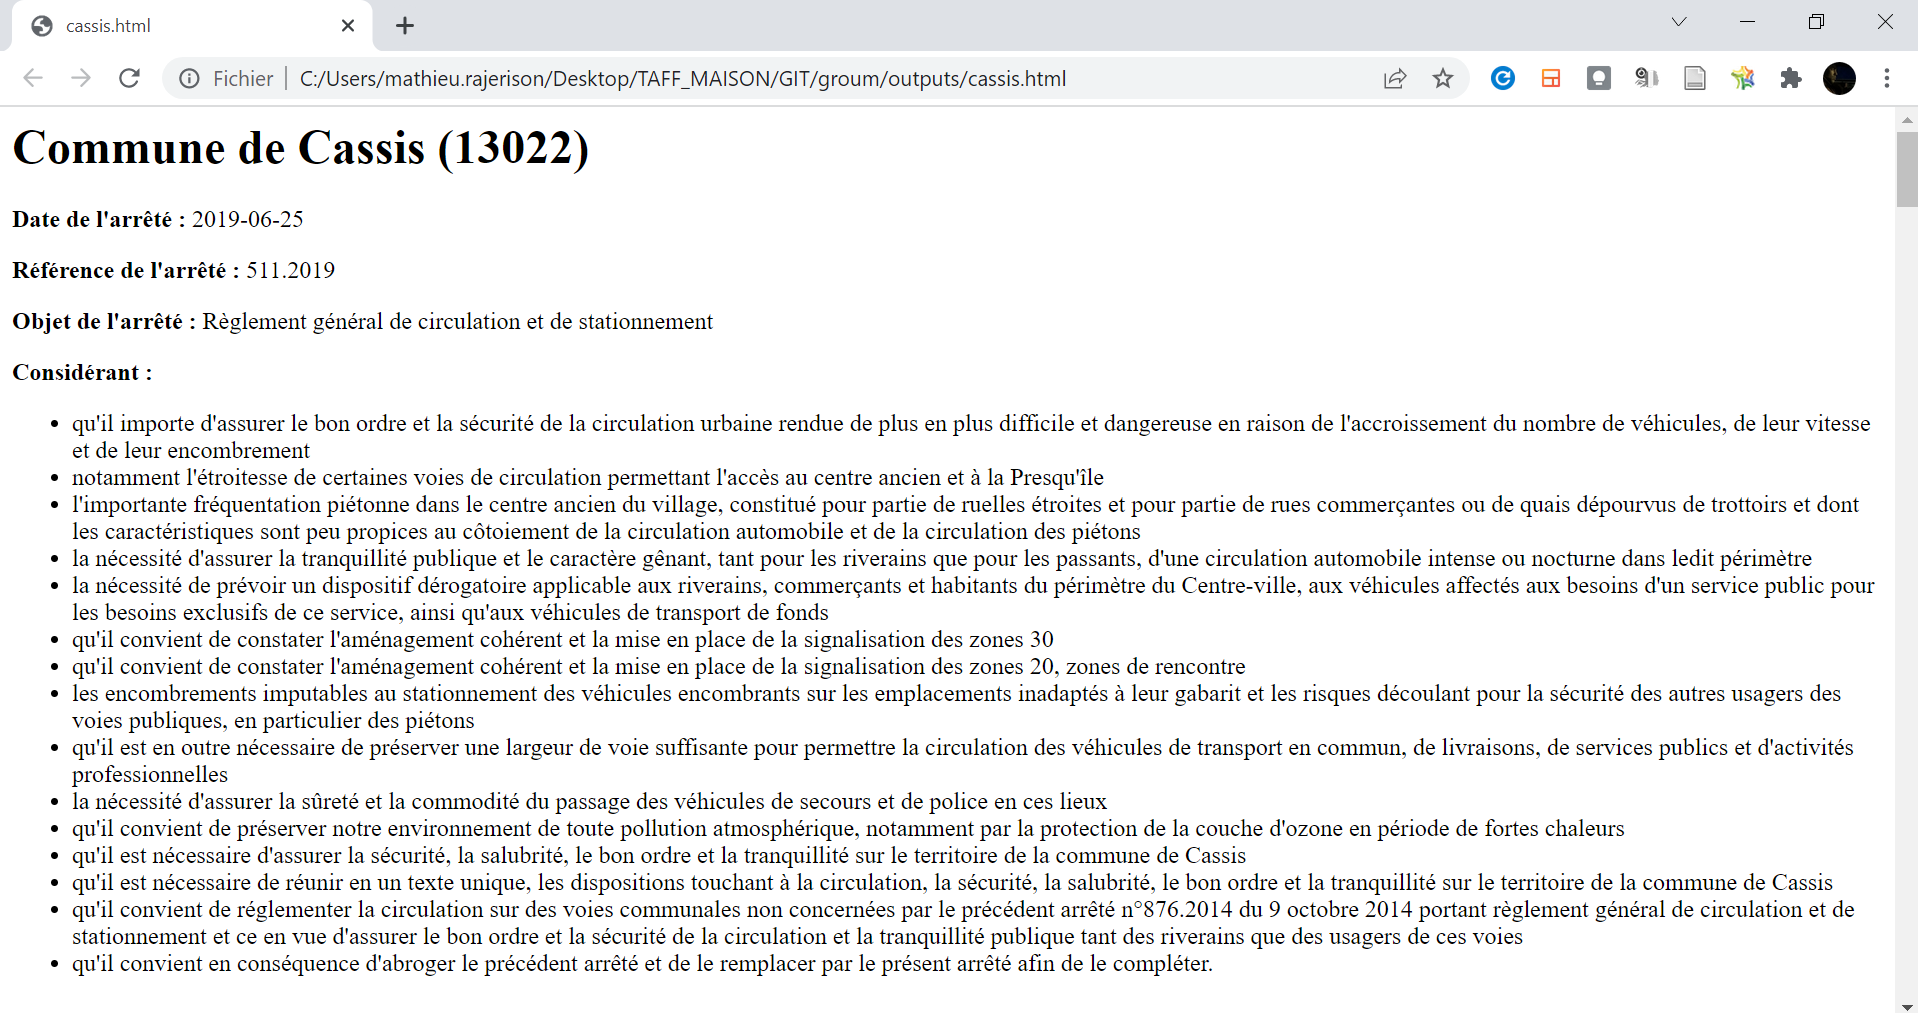 cassis.html
Fichier
C:/Users/mathieu.rajerison/Desktop/TAFF_MAISON/GIT/groum/outputs/cassis.html
Commune de Cassis (13022)
Date de l'arrêté : 2019-06-25
Référence de l'arrêté : 511.2019
Objet de l'arrêté : Règlement général de circulation et de stationnement
Considérant :
• qu'il importe d'assurer le bon ordre et la sécurité de la circulation urbaine rendue de plus en plus difficile et dangereuse en raison de l'accroissement du nombre de véhicules, de leur vitesse
et de leur encombrement
• notamment l'étroitesse de certaines voies de circulation permettant l'accès au centre ancien et à la Presqu'île
• l'importante fréquentation piétonne dans le centre ancien du village, constitué pour partie de ruelles étroites et pour partie de rues commerçantes ou de quais dépourvus de trottoirs et dont
les caractéristiques sont peu propices au côtoiement de la circulation automobile et de la circulation des piétons
• la nécessité d'assurer la tranquillité publique et le caractère gênant, tant pour les riverains que pour les passants, d'une circulation automobile intense ou nocturne dans ledit périmètre
• la nécessité de prévoir un dispositif dérogatoire applicable aux riverains, commerçants et habitants du périmètre du Centre-ville, aux véhicules affectés aux besoins d'un service public pour
les besoins exclusifs de ce service, ainsi qu'aux véhicules de transport de fonds
• qu'il convient de constater l'aménagement cohérent et la mise en place de la signalisation des zones 30
• qu'il convient de constater l'aménagement cohérent et la mise en place de la signalisation des zones 20, zones de rencontre
• les encombrements imputables au stationnement des véhicules encombrants sur les emplacements inadaptés à leur gabarit et les risques découlant pour la sécurité des autres usagers des
voies publiques, en particulier des piétons
• qu'il est en outre nécessaire de préserver une largeur de voie suffisante pour permettre la circulation des véhicules de transport en commun, de livraisons, de services publics et d'activités
professionnelles
• la nécessité d'assurer la sûreté et la commodité du passage des véhicules de secours et de police en ces lieux
• qu'il convient de préserver notre environnement de toute pollution atmosphérique, notamment par la protection de la couche d'ozone en période de fortes chaleurs
• qu'il est nécessaire d'assurer la sécurité, la salubrité, le bon ordre et la tranquillité sur le territoire de la commune de Cassis
• qu'il est nécessaire de réunir en un texte unique, les dispositions touchant à la circulation, la sécurité, la salubrité, le bon ordre et la tranquillité sur le territoire de la commune de Cassis
• qu'il convient de réglementer la circulation sur des voies communales non concernées par le précédent arrêté n°876.2014 du 9 octobre 2014 portant règlement général de circulation et de
stationnement et ce en vue d'assurer le bon ordre et la sécurité de la circulation et la tranquillité publique tant des riverains que des usagers de ces voies
• qu'il convient en conséquence d'abroger le précédent arrêté et de le remplacer par le présent arrêté afin de le compléter.